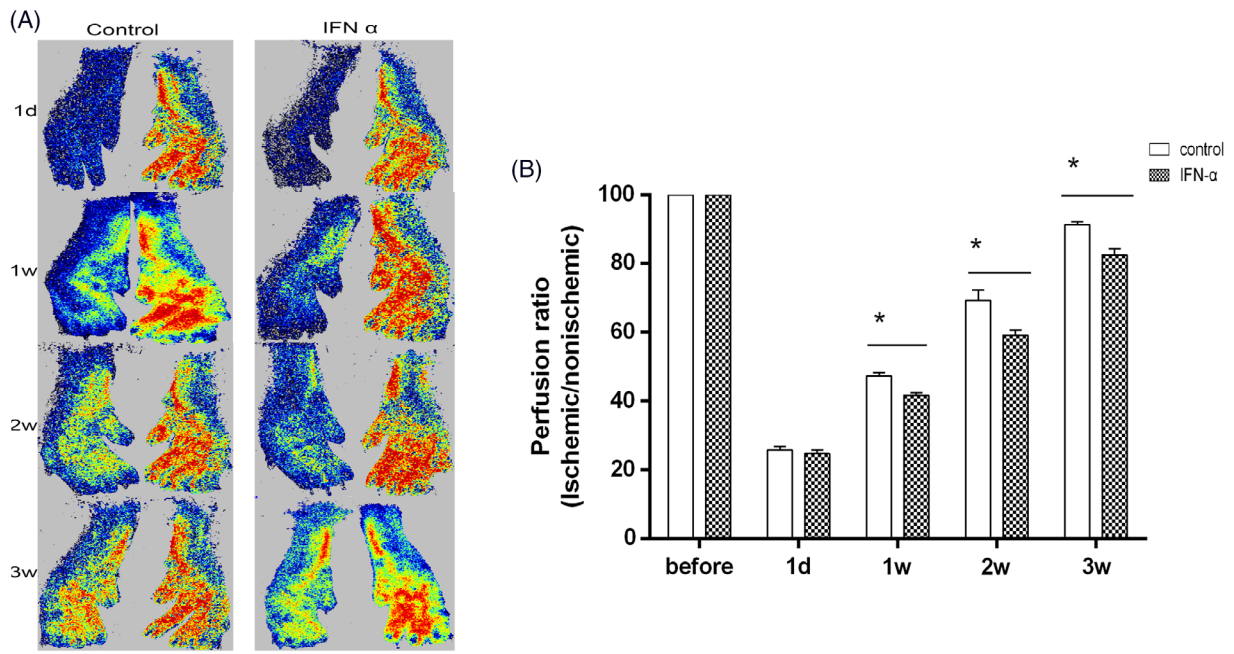 (A)
Control
IFN α
1d
1w
2w
3w
(B)
control
IFN-α
*
*
*
*
Perfusion ratio
(Ischemic/nonischemic)
100
80
60
40
20
0
before
1d
1w
2w
3w